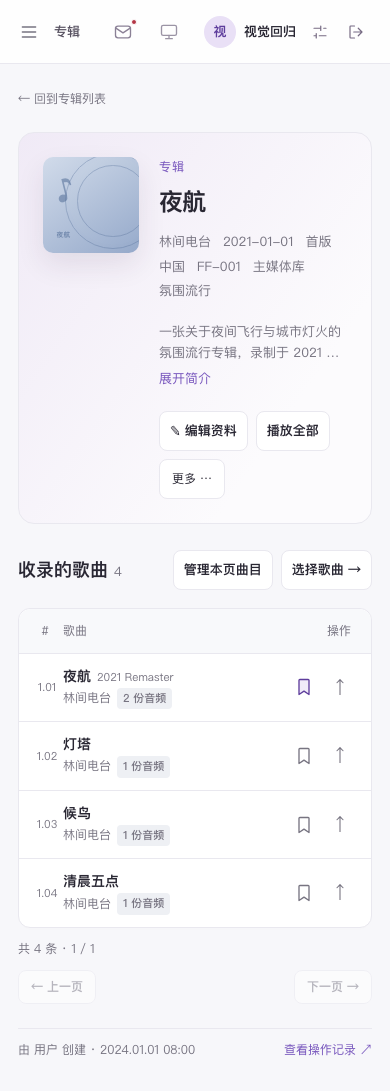 专辑
视
视觉回归
← 回到专辑列表
夜航
专辑
夜航
林间电台 2021-01-01 首版
中国 FF-001 主媒体库
氛围流行
一张关于夜间飞行与城市灯火的
氛围流行专辑，录制于 2021 …
展开简介
✎ 编辑资料
播放全部
更多 ···
收录的歌曲 4
管理本页曲目
选择歌曲 →
# 歌曲 操作
1.01
夜航 2021 Remaster
林间电台 2 份音频
↑
1.02
灯塔
林间电台 1 份音频
↑
1.03
候鸟
林间电台 1 份音频
↑
1.04
清晨五点
林间电台 1 份音频
↑
共 4 条 · 1 / 1
← 上一页
下一页 →
由 用户 创建 · 2024.01.01 08:00
查看操作记录 ↗